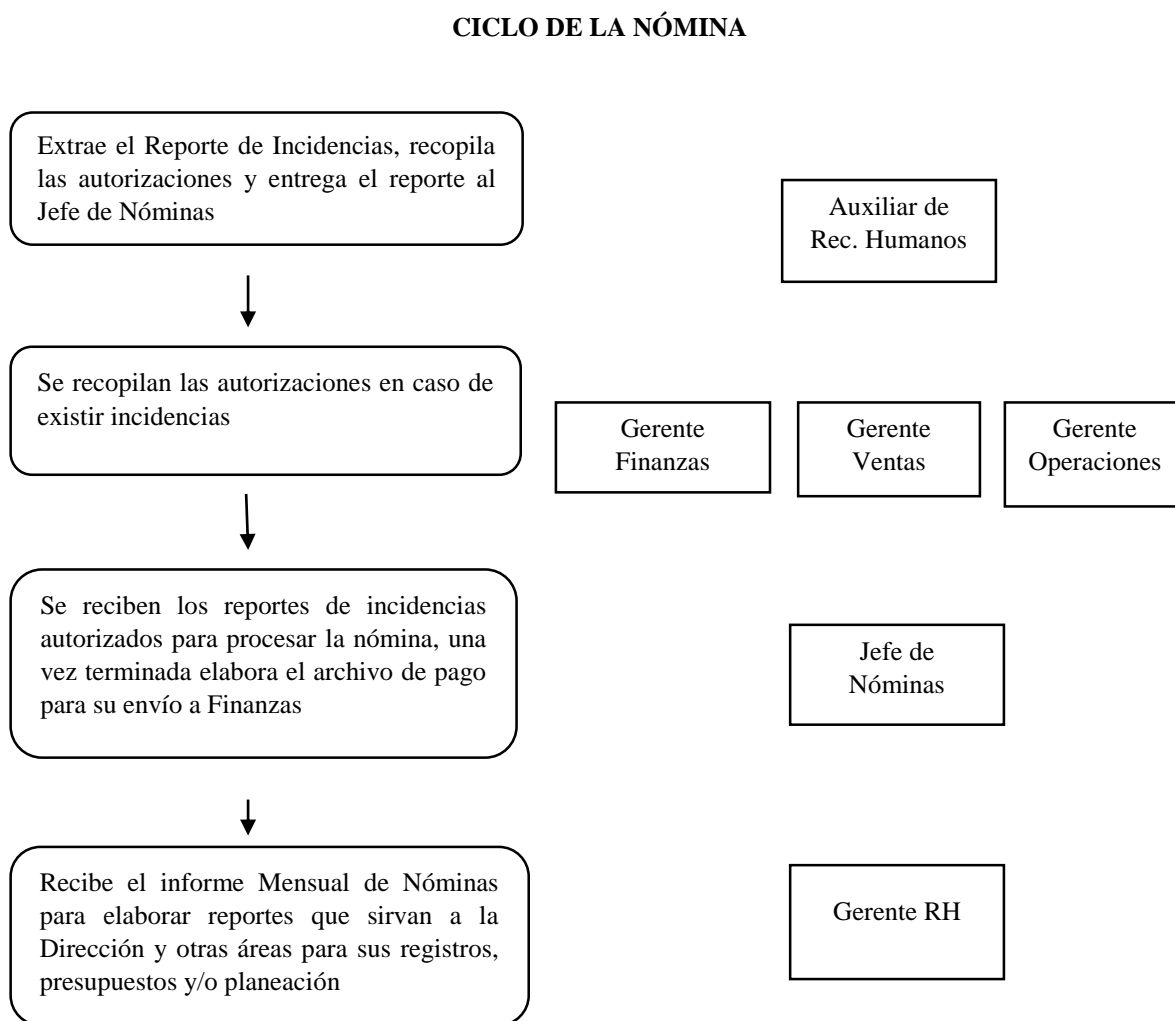 CICLO DE LA NÓMINA
Extrae el Reporte de Incidencias, recopila
las autorizaciones y entrega el reporte al
Jefe de Nóminas
Auxiliar de
Rec. Humanos
Se recopilan las autorizaciones en caso de
existir incidencias
Gerente
Finanzas
Gerente
Ventas
Gerente
Operaciones
Se reciben los reportes de incidencias
autorizados para procesar la nómina, una
vez terminada elabora el archivo de pago
para su envío a Finanzas
Jefe de
Nóminas
Recibe el informe Mensual de Nóminas
para elaborar reportes que sirvan a la
Dirección y otras áreas para sus registros,
presupuestos y/o planeación
Gerente RH